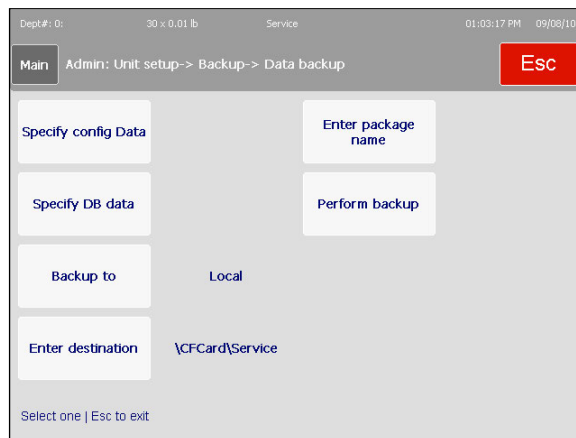 Dept#: 0: 30 x 0.01 lb Service 01:03:17 PM 09/08/10
Main Admin: Unit setup-> Backup-> Data backup Esc
Specify config Data
Enter package
name
Specify DB data
Perform backup
Backup to
Local
Enter destination
\CFCard\Service
Select one | Esc to exit